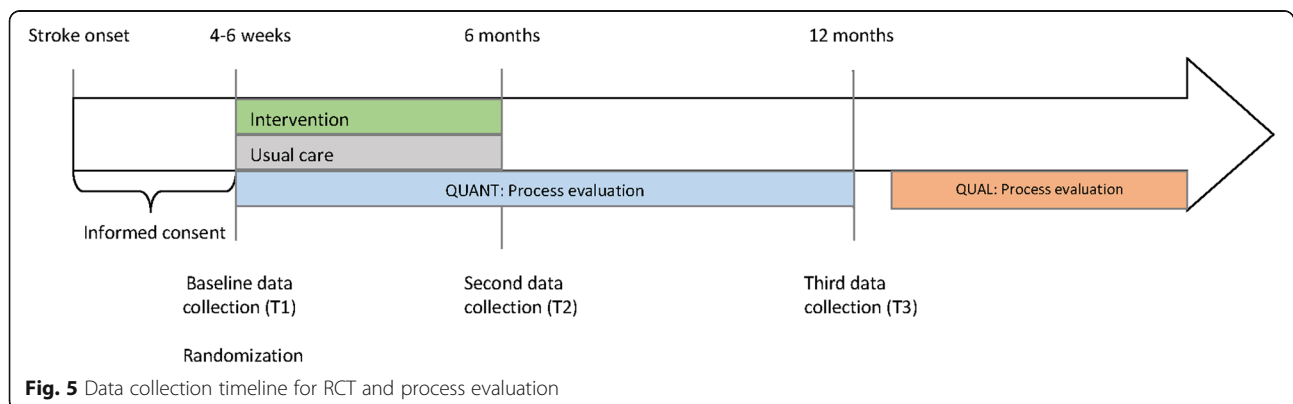 Stroke onset 4-6 weeks 6 months 12 months
Intervention
Usual care
QUANT: Process evaluation QUAL: Process evaluation
Informed consent
Baseline data
collection (T1)
Second data
collection (T2)
Third data
collection (T3)
Randomization
Fig. 5 Data collection timeline for RCT and process evaluation